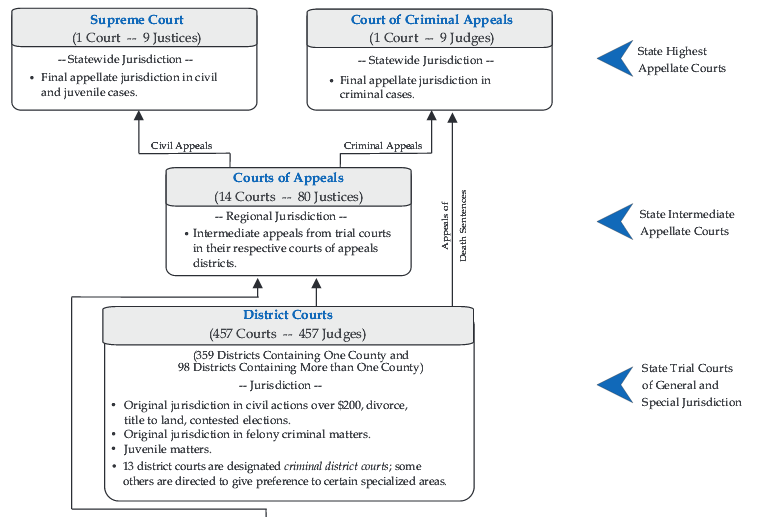 Supreme Court
(1 Court -- 9 Justices)
-- Statewide Jurisdiction --
• Final appellate jurisdiction in civil
and juvenile cases.
Court of Criminal Appeals
(1 Court -- 9 Judges)
-- Statewide Jurisdiction --
• Final appellate jurisdiction in
criminal cases.
State Highest
Appellate Courts
Civil Appeals
Criminal Appeals
Courts of Appeals
(14 Courts -- 80 Justices)
-- Regional Jurisdiction --
• Intermediate appeals from trial courts
in their respective courts of appeals
districts.
Appeals of
Death Sentences
State Intermediate
Appellate Courts
District Courts
(457 Courts -- 457 Judges)
(359 Districts Containing One County and
98 Districts Containing More than One County)
-- Jurisdiction --
• Original jurisdiction in civil actions over $200, divorce,
title to land, contested elections.
• Original jurisdiction in felony criminal matters.
• Juvenile matters.
• 13 district courts are designated criminal district courts; some
others are directed to give preference to certain specialized areas.
State Trial Courts
of General and
Special Jurisdiction